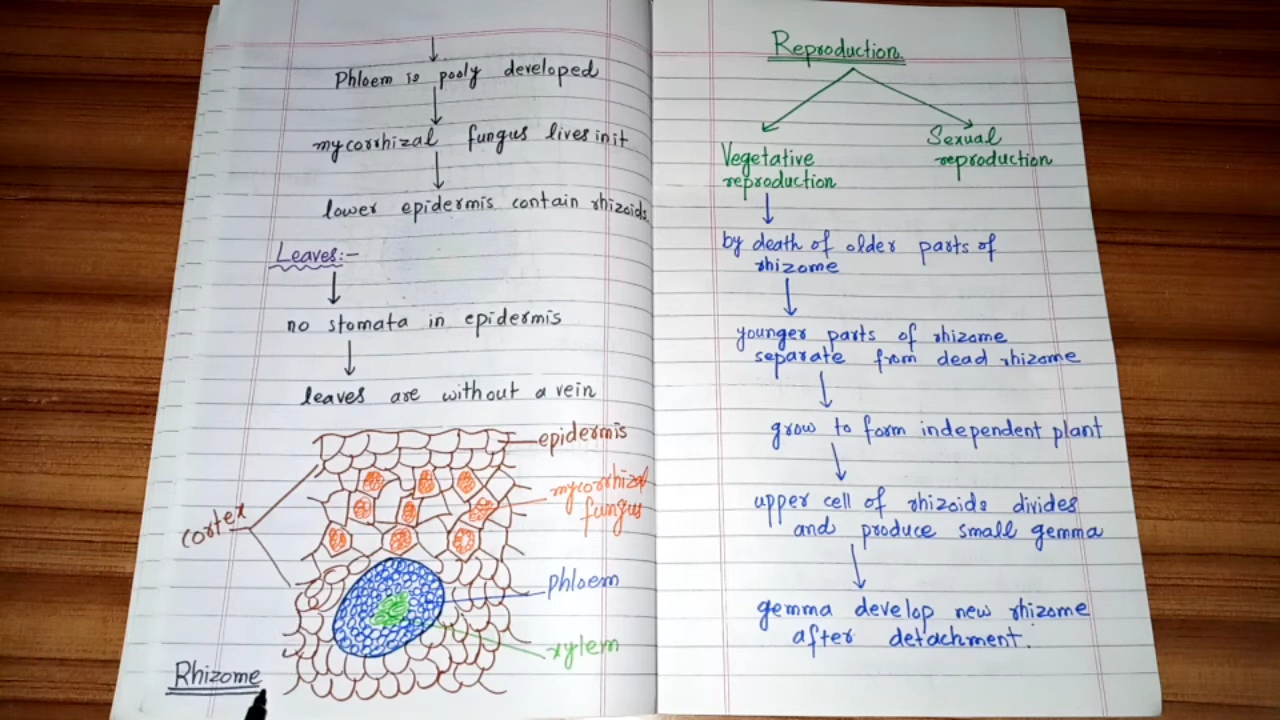 Phloem is pooly developed
mycorrhizal fungus lives in it
lower epidermis contain rhizoids.
Leaves:-
no stomata in epidermis
leaves are without a vein
epidermis
mycorrhizal
fungus
cortex
phloem
xylem
Rhizome
Reproduction.
Vegetative
reproduction
Sexual
reproduction
by death of older parts of
rhizome
younger parts of rhizome
separate from dead rhizome
grow to form independent plant
upper cell of rhizoids divides
and produce small gemma
gemma develop new rhizome
after detachment.